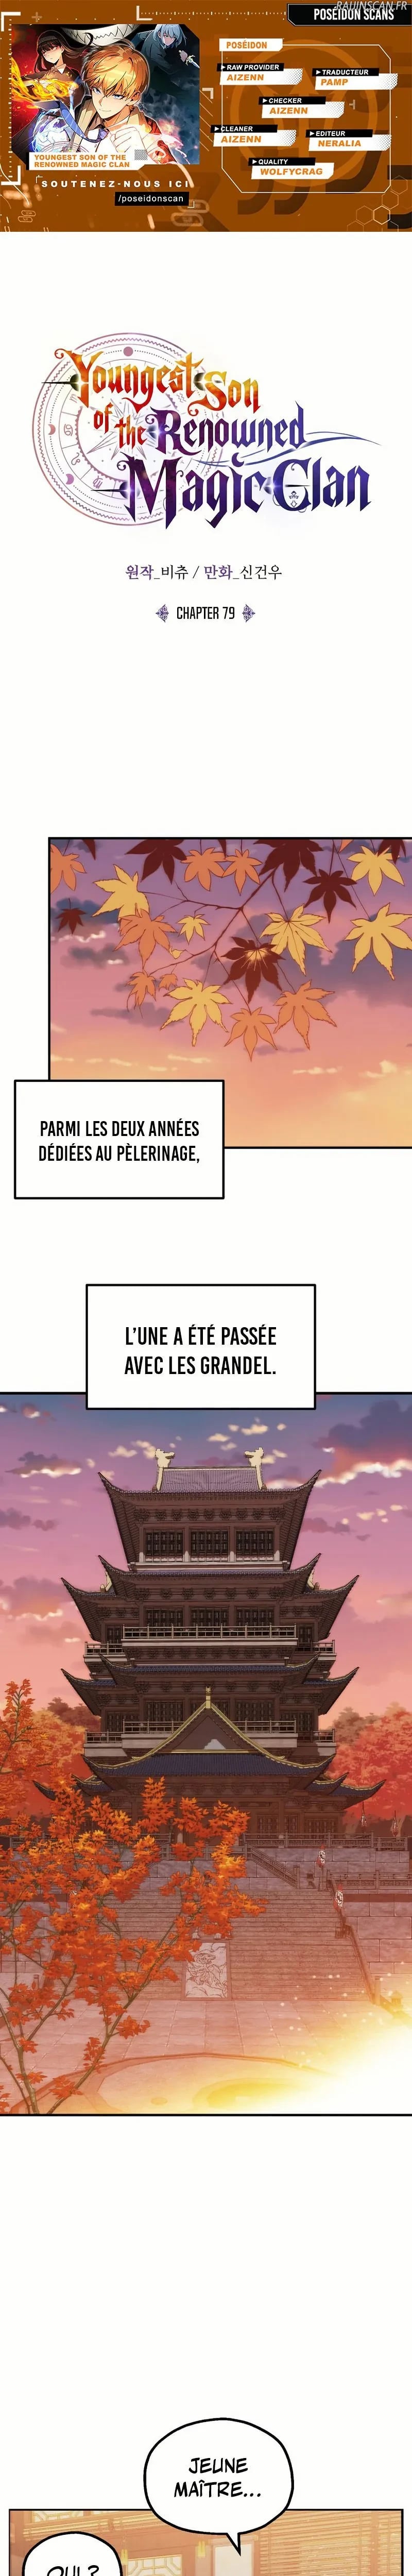 RAIJINSCAN.FR
POSÉIDON SCANS
POSÉIDON
▶RAW PROVIDER
AIZENN
▶TRADUCTEUR
PAMP
▶CHECKER
AIZENN
▶CLEANER
AIZENN
▶EDITEUR
NERALIA
▶QUALITY
WOLFYCRAG
YOUNGEST SON OF THE
RENOWNED MAGIC CLAN
SOUTENEZ-NOUS ICI
/poseidonscan
Youngest Son
of the Renowned
Magic Clan
원작_비츄 / 만화_신건우
CHAPTER 79
PARMI LES DEUX ANNÉES
DÉDIÉES AU PÈLERINAGE,
L'UNE A ÉTÉ PASSÉE
AVEC LES GRANDEL.
JEUNE
MAÎTRE...
OUI?